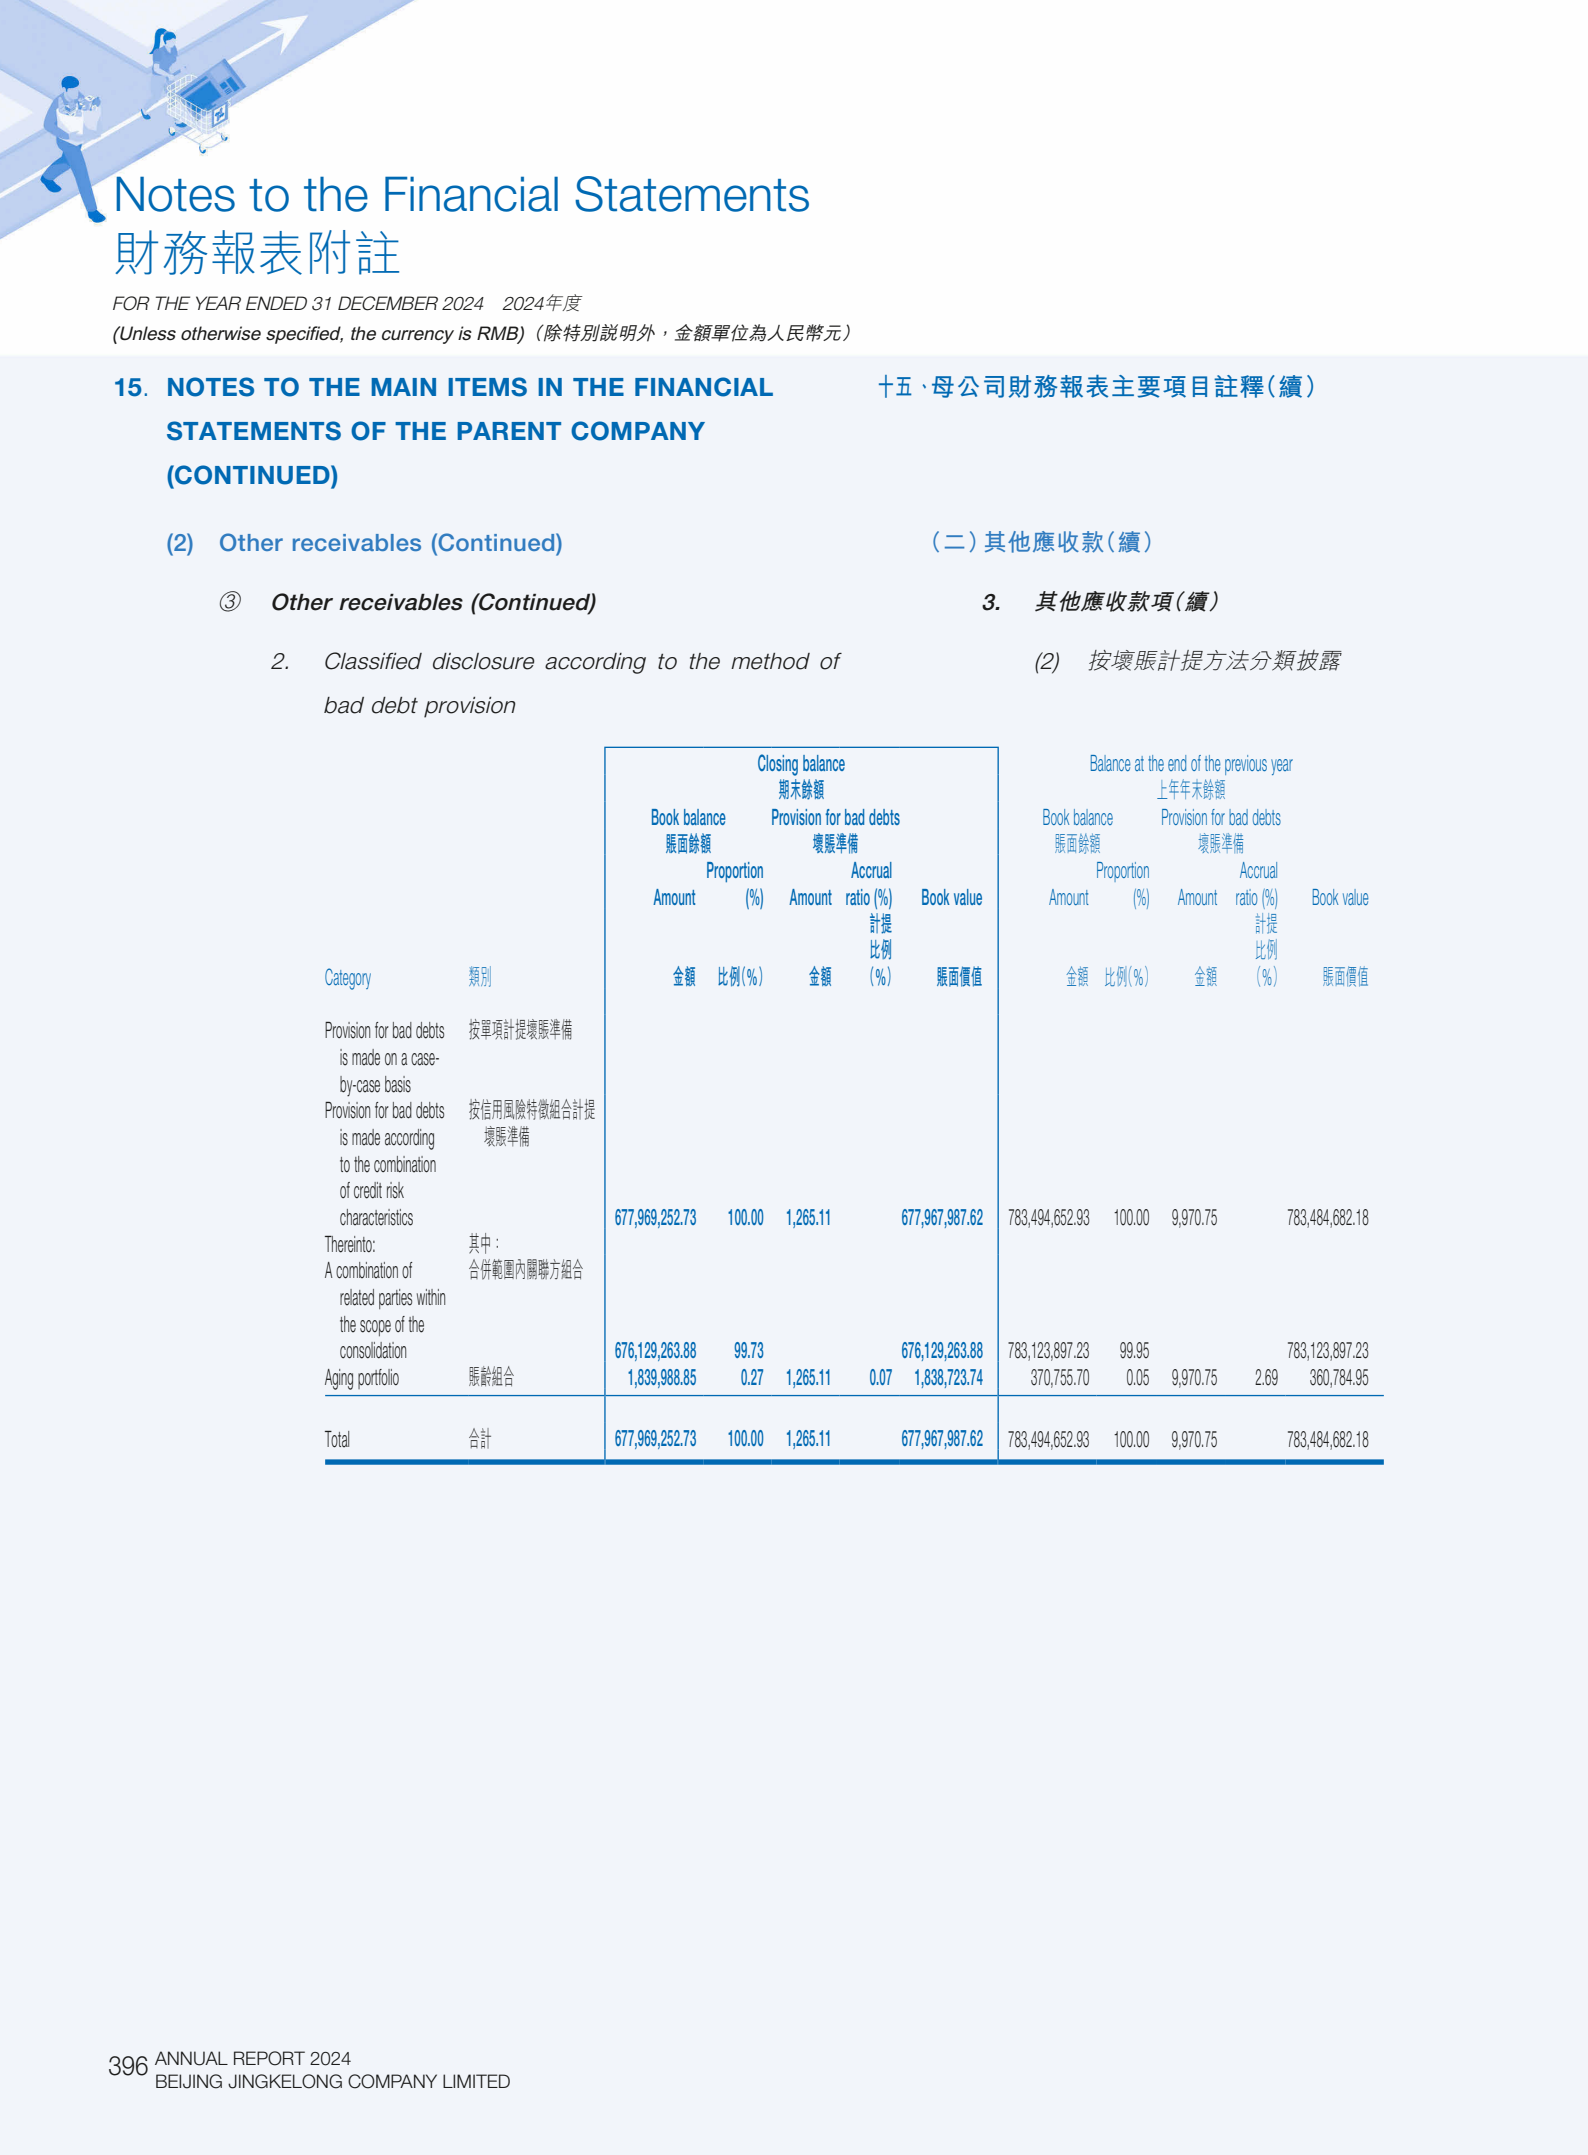 Notes to the Financial Statements
財務報表附註
FOR THE YEAR ENDED 31 DECEMBER 2024 2024年度
(Unless otherwise specified, the currency is RMB)（除特別說明外，金額單位為人民幣元）
15. NOTES TO THE MAIN ITEMS IN THE FINANCIAL
STATEMENTS OF THE PARENT COMPANY
(CONTINUED)
十五、母公司財務報表主要項目註釋（續）
(2) Other receivables (Continued)
（二）其他應收款（續）
③ Other receivables (Continued)
3. 其他應收款項（續）
2. Classified disclosure according to the method of
bad debt provision
(2) 按壞賬計提方法分類披露
Closing balance Balance at the end of the previous year
期末餘額 上年年末餘額
Book balance Provision for bad debts Book balance Provision for bad debts
賬面餘額 壞賬準備 賬面餘額 壞賬準備
Proportion Accrual Proportion Accrual
Amount (%) Amount ratio (%) Book value Amount (%) Amount ratio (%) Book value
計提 計提
比例 比例
Category 類別 金額 比例(%) 金額 (%) 賬面價值 金額 比例(%) 金額 (%) 賬面價值
Provision for bad debts 按單項計提壞賬準備
is made on a case-
by-case basis
Provision for bad debts 按信用風險特徵組合計提
is made according 壞賬準備
to the combination
of credit risk
characteristics 677,969,252.73 100.00 1,265.11 677,967,987.62 783,494,652.93 100.00 9,970.75 783,484,682.18
Thereinto: 其中：
A combination of 合併範圍內關聯方組合
related parties within
the scope of the
consolidation 676,129,263.88 99.73 676,129,263.88 783,123,897.23 99.95 783,123,897.23
Aging portfolio 賬齡組合 1,839,988.85 0.27 1,265.11 0.07 1,838,723.74 370,755.70 0.05 9,970.75 2.69 360,784.95
Total 合計 677,969,252.73 100.00 1,265.11 677,967,987.62 783,494,652.93 100.00 9,970.75 783,484,682.18
396 ANNUAL REPORT 2024
BEIJING JINGKELONG COMPANY LIMITED